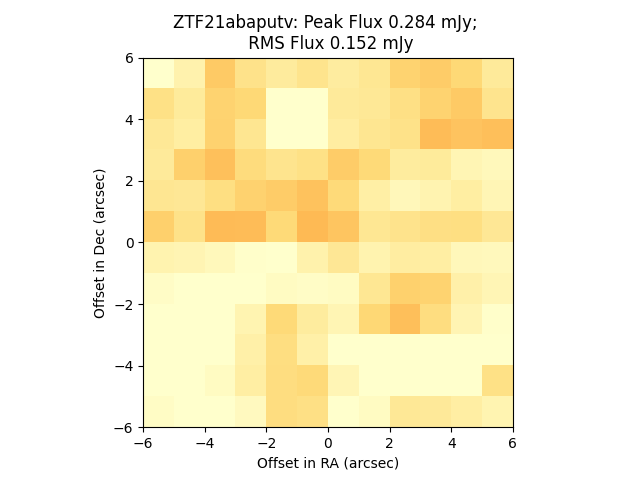 ZTF21abaputv: Peak Flux 0.284 mJy;
RMS Flux 0.152 mJy
6
4
2
0
−2
−4
−6
Offset in Dec (arcsec)
−6 −4 −2 0 2 4 6
Offset in RA (arcsec)